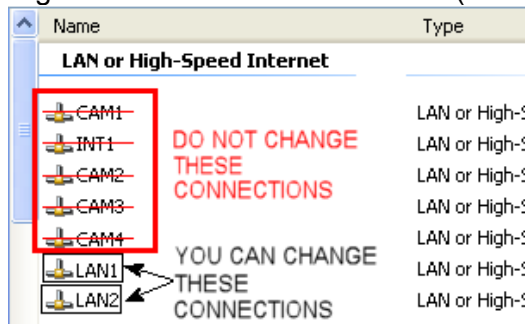 Name Type
LAN or High-Speed Internet
CAM1 LAN or High-S
INT1 LAN or High-S
CAM2 LAN or High-S
CAM3 LAN or High-S
CAM4 LAN or High-S
LAN1 LAN or High-S
LAN2 LAN or High-S
DO NOT CHANGE
THESE
CONNECTIONS
YOU CAN CHANGE
THESE
CONNECTIONS